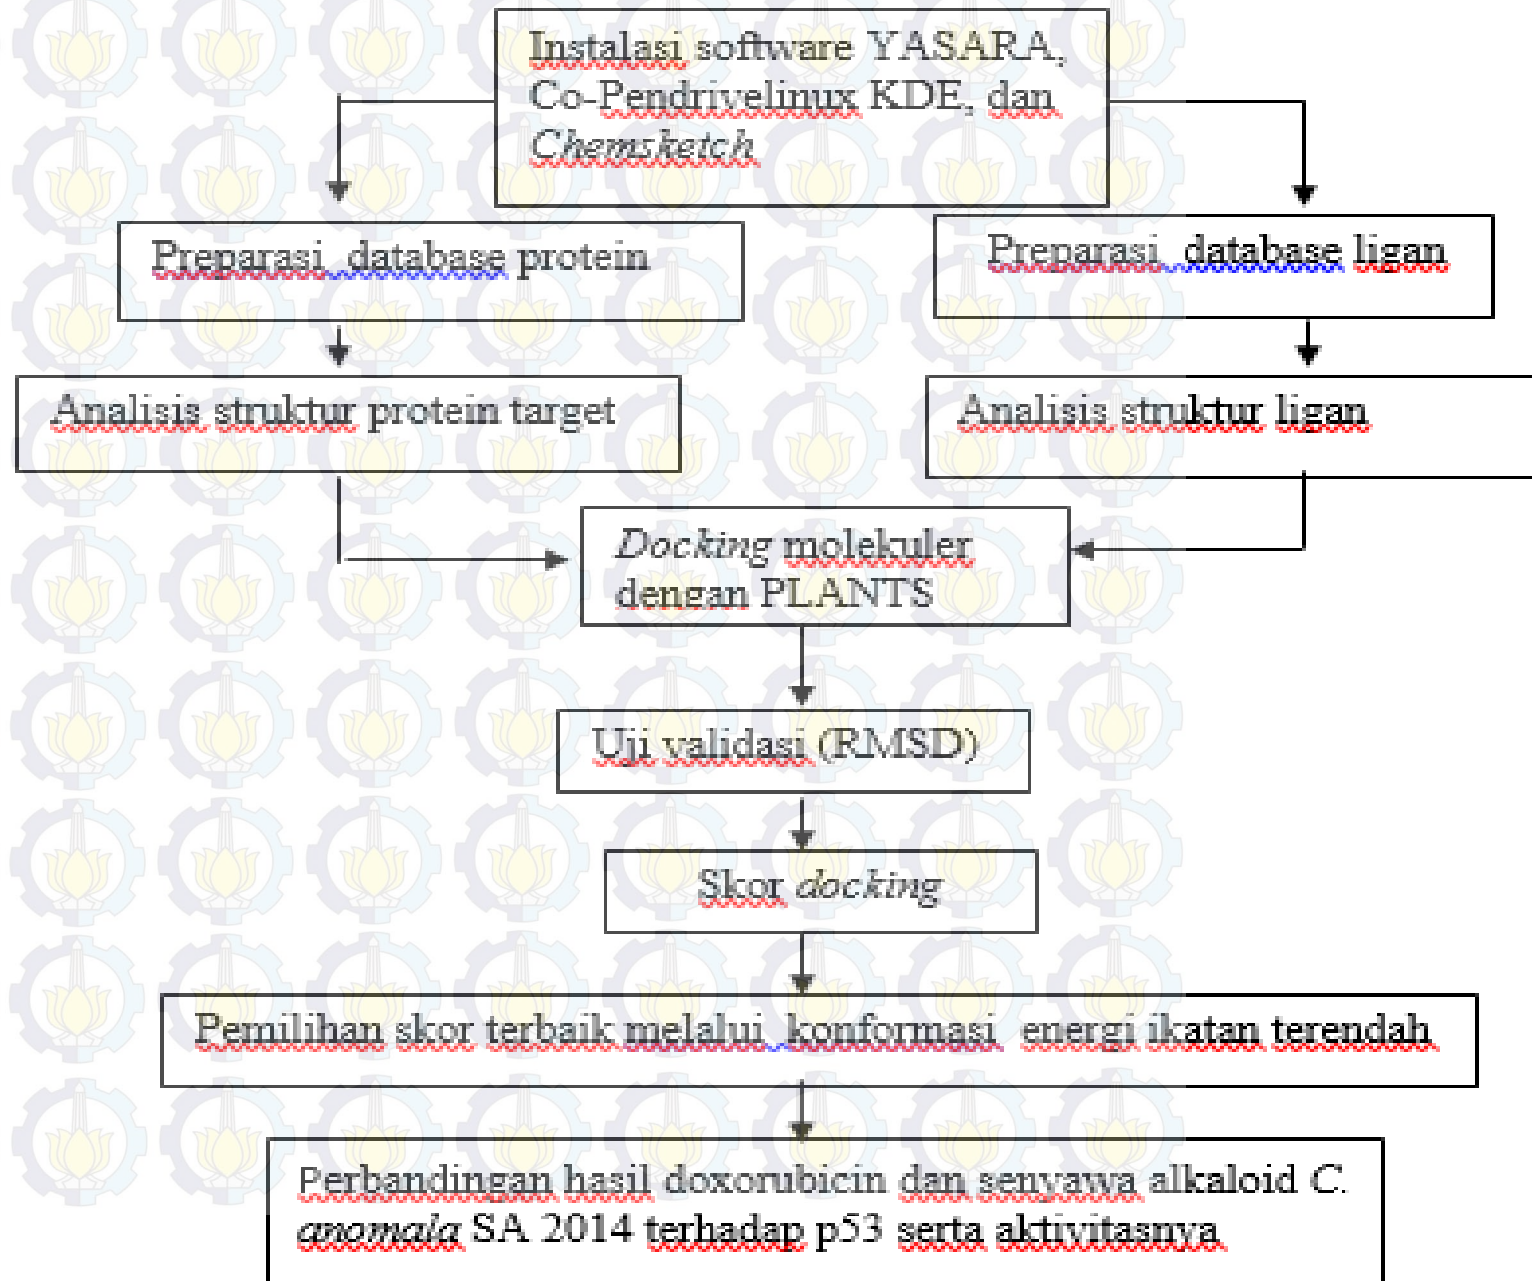 Instalasi software YASARA,
Co-Pendrivelinux KDE, dan
Chemsketch
Preparasi database protein
Preparasi database ligan
Analisis struktur protein target
Analisis struktur ligan
Docking molekuler
dengan PLANTS
Uji validasi (RMSD)
Skor docking
Pemilihan skor terbaik melalui konformasi energi ikatan terendah
Perbandingan hasil doxorubicin dan senyawa alkaloid C.
anomala SA 2014 terhadap p53 serta aktivitasnya